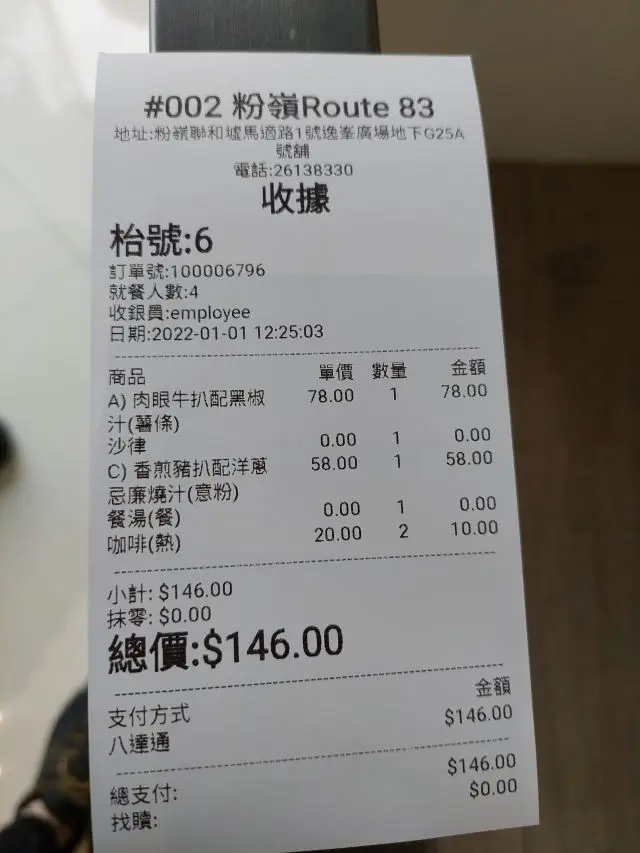 #002 粉嶺Route 83
地址:粉嶺聯和墟馬適路1號逸峯廣場地下G25A
號舖
電話:26138330
收據
枱號:6
訂單號:100006796
就餐人數:4
收銀員:employee
日期:2022-01-01 12:25:03
商品 單價 數量 金額
A) 肉眼牛扒配黑椒 78.00 1 78.00
汁(薯條)
沙律 0.00 1 0.00
C) 香煎豬扒配洋蔥 58.00 1 58.00
忌廉燒汁(意粉)
餐湯(餐) 0.00 1 0.00
咖啡(熱) 20.00 2 10.00
小計: $146.00
抹零: $0.00
總價:$146.00
金額
支付方式 $146.00
八達通
$146.00
總支付: $0.00
找贖: